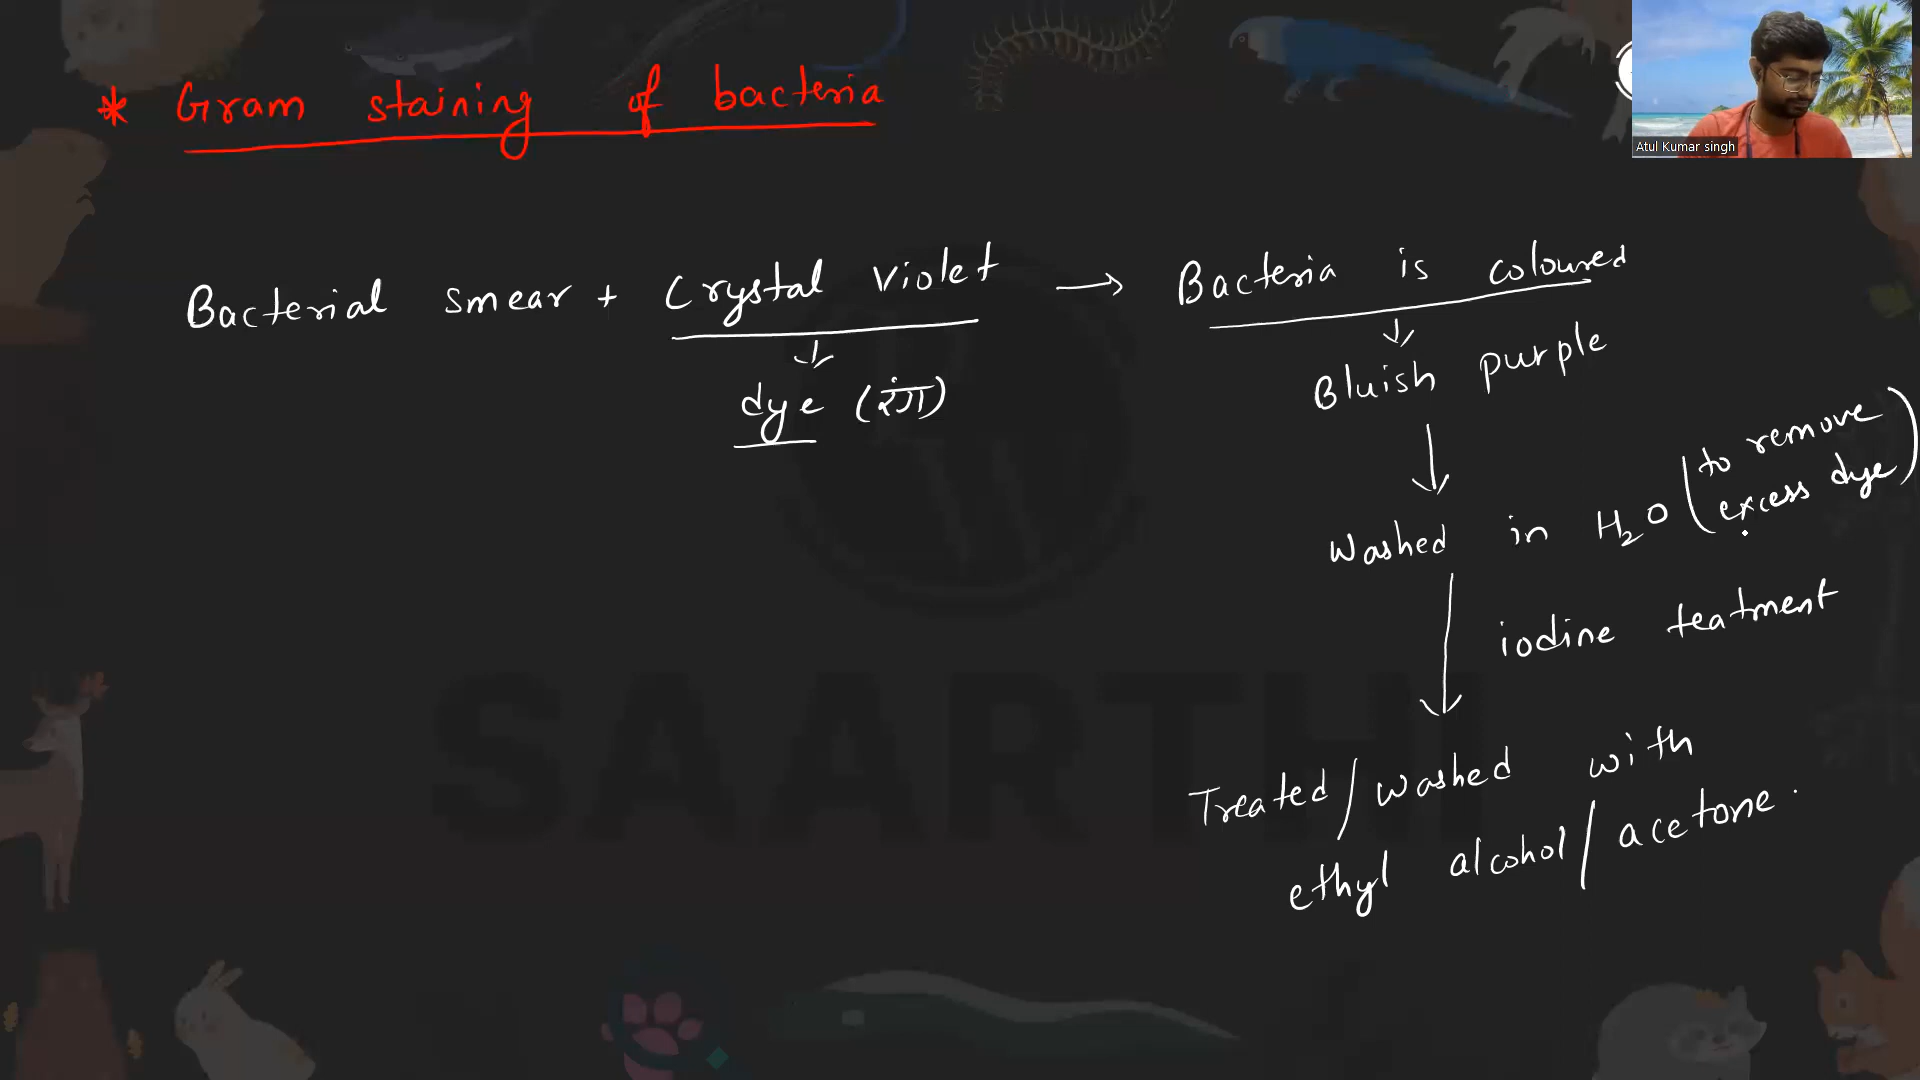 * Gram staining of bacteria
Atul Kumar singh
Bacterial smear + Crystal violet → Bacteria is coloured
↓
dye (रंग)
↓
Bluish purple
↓
Washed in H₂O (to remove
excess dye)
↓ iodine teatment
Treated/washed with
ethyl alcohol/acetone.
SAARTHI